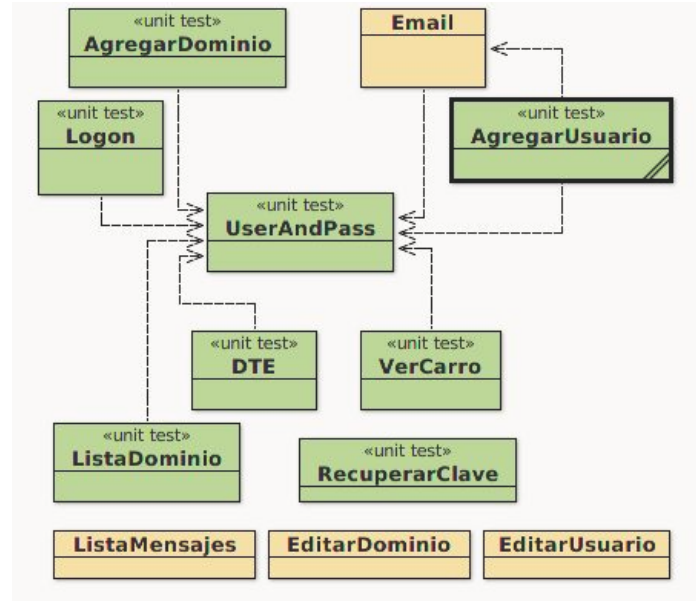 «unit test»
AgregarDominio
Email
«unit test»
Logon
«unit test»
AgregarUsuario
«unit test»
UserAndPass
«unit test»
DTE
«unit test»
VerCarro
«unit test»
ListaDominio
«unit test»
RecuperarClave
ListaMensajes
EditarDominio
EditarUsuario